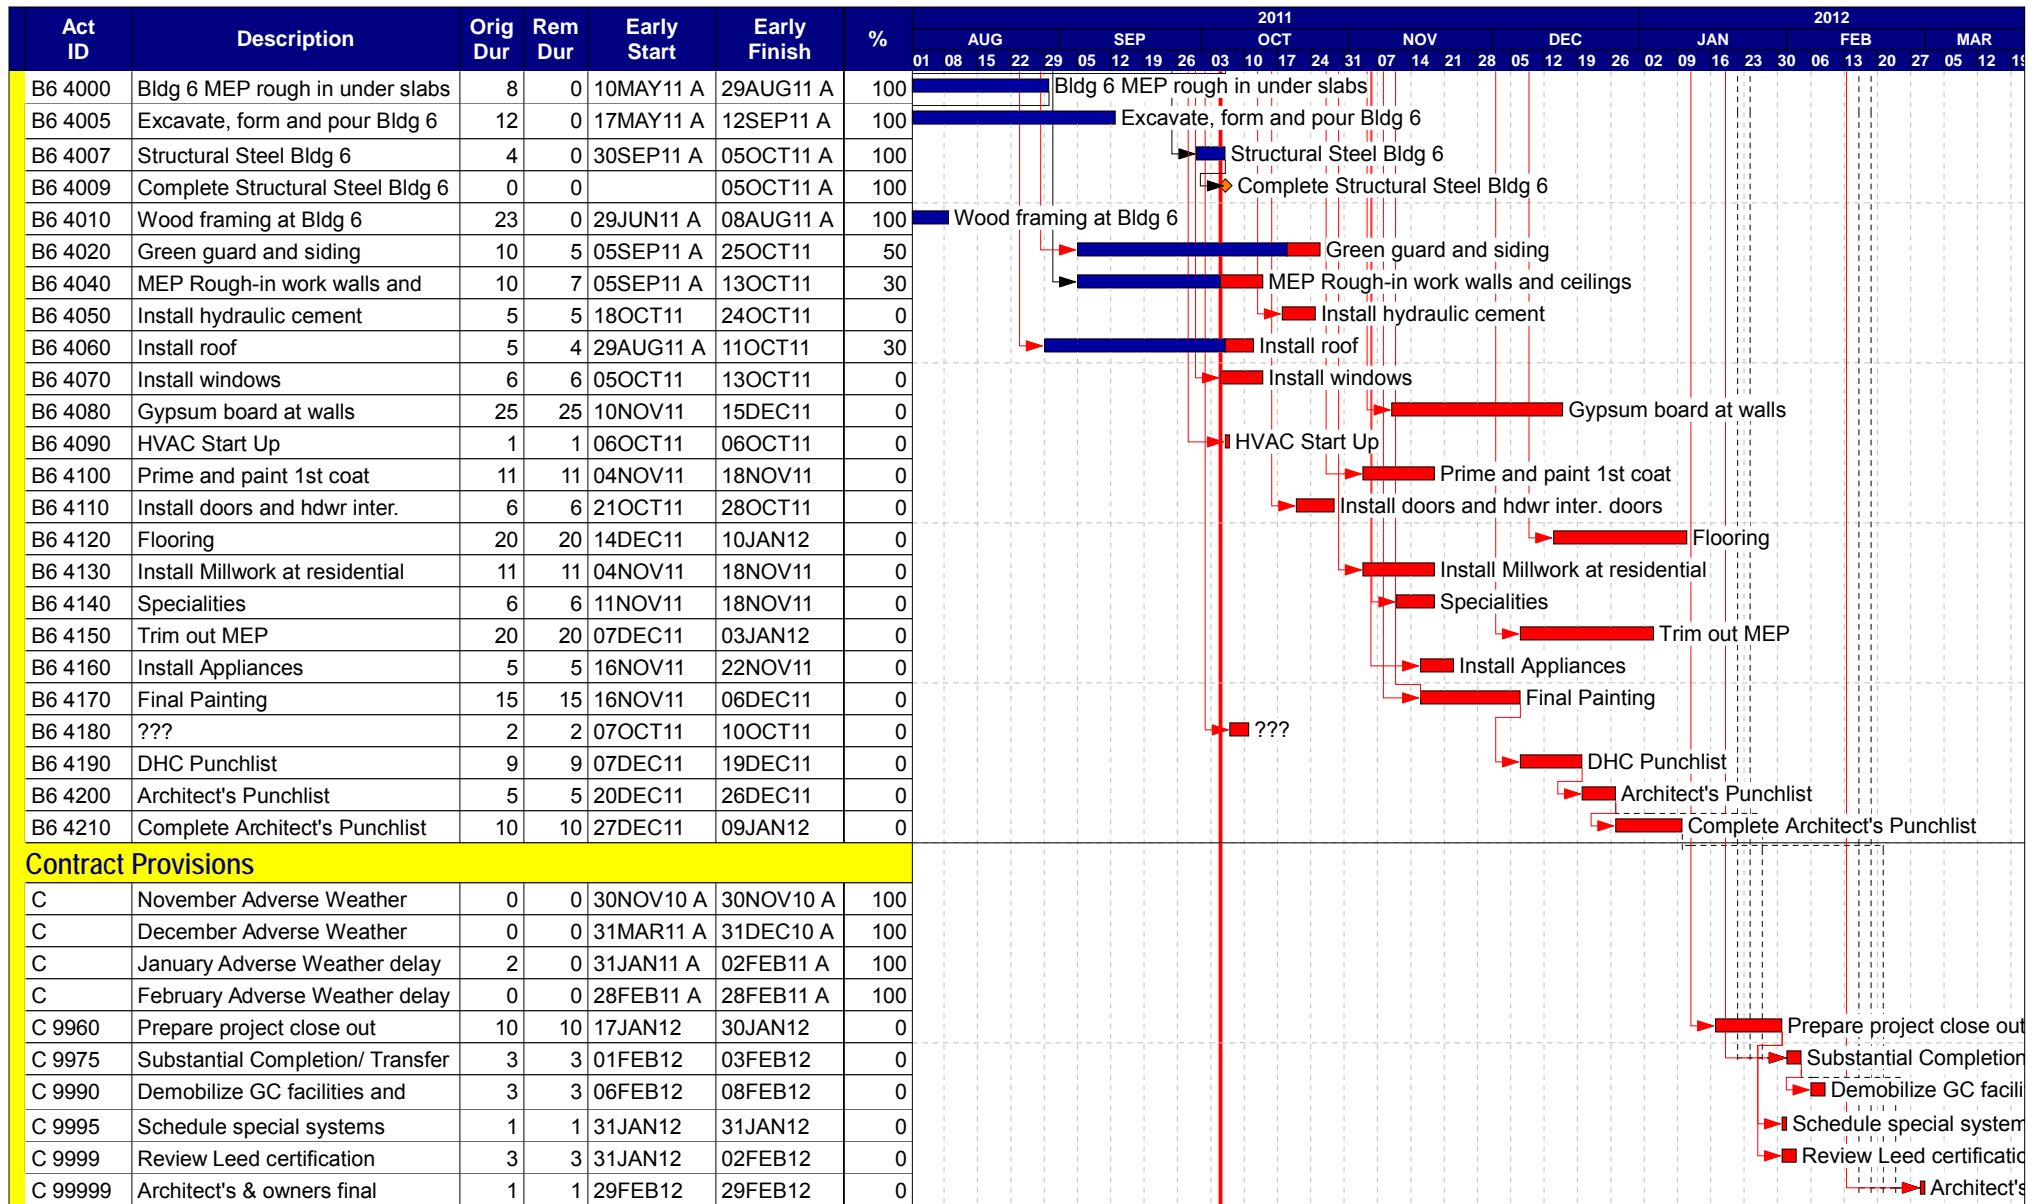 Act ID Description Orig Dur Rem Dur Early Start Early Finish % 2011 2012
AUG SEP OCT NOV DEC JAN FEB MAR
01 08 15 22 29 05 12 19 26 03 10 17 24 31 07 14 21 28 05 12 19 26 02 09 16 23 30 06 13 20 27 05 12 19
B6 4000 Bldg 6 MEP rough in under slabs 8 0 10MAY11 A 29AUG11 A 100 Bldg 6 MEP rough in under slabs
B6 4005 Excavate, form and pour Bldg 6 12 0 17MAY11 A 12SEP11 A 100 Excavate, form and pour Bldg 6
B6 4007 Structural Steel Bldg 6 4 0 30SEP11 A 05OCT11 A 100 Structural Steel Bldg 6
B6 4009 Complete Structural Steel Bldg 6 0 0 05OCT11 A 100 Complete Structural Steel Bldg 6
B6 4010 Wood framing at Bldg 6 23 0 29JUN11 A 08AUG11 A 100 Wood framing at Bldg 6
B6 4020 Green guard and siding 10 5 05SEP11 A 25OCT11 50 Green guard and siding
B6 4040 MEP Rough-in work walls and 10 7 05SEP11 A 13OCT11 30 MEP Rough-in work walls and ceilings
B6 4050 Install hydraulic cement 5 5 18OCT11 24OCT11 0 Install hydraulic cement
B6 4060 Install roof 5 4 29AUG11 A 11OCT11 30 Install roof
B6 4070 Install windows 6 6 05OCT11 13OCT11 0 Install windows
B6 4080 Gypsum board at walls 25 25 10NOV11 15DEC11 0 Gypsum board at walls
B6 4090 HVAC Start Up 1 1 06OCT11 06OCT11 0 HVAC Start Up
B6 4100 Prime and paint 1st coat 11 11 04NOV11 18NOV11 0 Prime and paint 1st coat
B6 4110 Install doors and hdwr inter. 6 6 21OCT11 28OCT11 0 Install doors and hdwr inter. doors
B6 4120 Flooring 20 20 14DEC11 10JAN12 0 Flooring
B6 4130 Install Millwork at residential 11 11 04NOV11 18NOV11 0 Install Millwork at residential
B6 4140 Specialities 6 6 11NOV11 18NOV11 0 Specialities
B6 4150 Trim out MEP 20 20 07DEC11 03JAN12 0 Trim out MEP
B6 4160 Install Appliances 5 5 16NOV11 22NOV11 0 Install Appliances
B6 4170 Final Painting 15 15 16NOV11 06DEC11 0 Final Painting
B6 4180 ??? 2 2 07OCT11 10OCT11 0 ???
B6 4190 DHC Punchlist 9 9 07DEC11 19DEC11 0 DHC Punchlist
B6 4200 Architect's Punchlist 5 5 20DEC11 26DEC11 0 Architect's Punchlist
B6 4210 Complete Architect's Punchlist 10 10 27DEC11 09JAN12 0 Complete Architect's Punchlist
Contract Provisions
C November Adverse Weather 0 0 30NOV10 A 30NOV10 A 100
C December Adverse Weather 0 0 31MAR11 A 31DEC10 A 100
C January Adverse Weather delay 2 0 31JAN11 A 02FEB11 A 100
C February Adverse Weather delay 0 0 28FEB11 A 28FEB11 A 100
C 9960 Prepare project close out 10 10 17JAN12 30JAN12 0 Prepare project close out
C 9975 Substantial Completion/ Transfer 3 3 01FEB12 03FEB12 0 Substantial Completion
C 9990 Demobilize GC facilities and 3 3 06FEB12 08FEB12 0 Demobilize GC facili
C 9995 Schedule special systems 1 1 31JAN12 31JAN12 0 Schedule special system
C 9999 Review Leed certification 3 3 31JAN12 02FEB12 0 Review Leed certificatio
C 99999 Architect's & owners final 1 1 29FEB12 29FEB12 0 Architect's